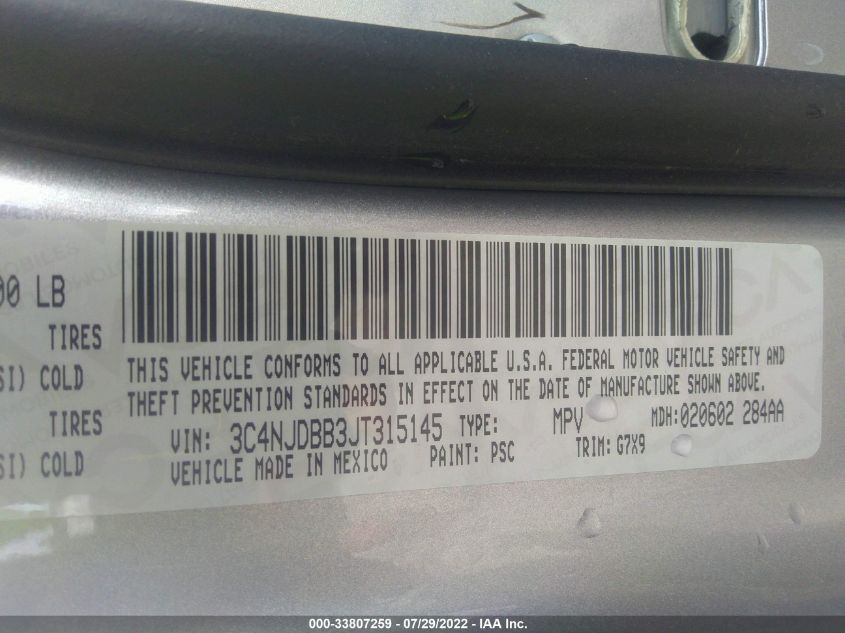 00 LB
TIRES
SI) COLD
TIRES
SI) COLD
THIS VEHICLE CONFORMS TO ALL APPLICABLE U.S.A. FEDERAL MOTOR VEHICLE SAFETY AND
THEFT PREVENTION STANDARDS IN EFFECT ON THE DATE OF MANUFACTURE SHOWN ABOVE.
VIN: 3C4NJDBB3JT315145 TYPE: MPV MDH:020602 284AA
VEHICLE MADE IN MEXICO PAINT: PSC TRIM: G7X9
000-33807259 - 07/29/2022 - IAA Inc.